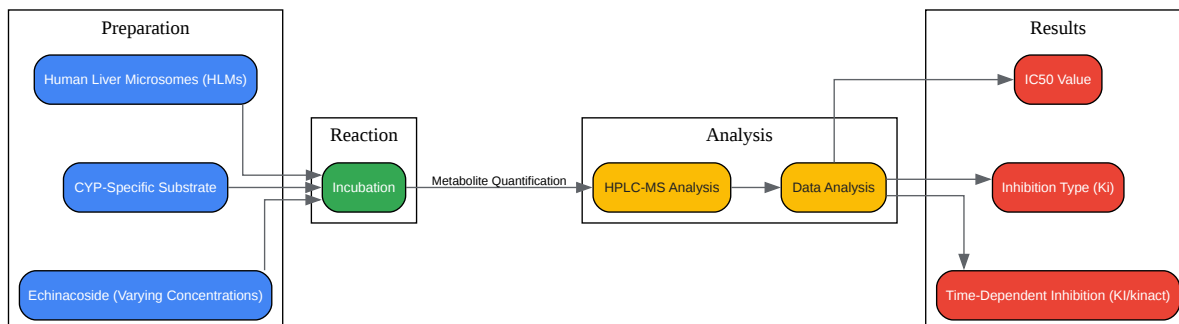 Preparation
Human Liver Microsomes (HLMs)
CYP-Specific Substrate
Echinacoside (Varying Concentrations)
Reaction
Incubation
Metabolite Quantification
Analysis
HPLC-MS Analysis
Data Analysis
Results
IC50 Value
Inhibition Type (Ki)
Time-Dependent Inhibition (KI/kinact)